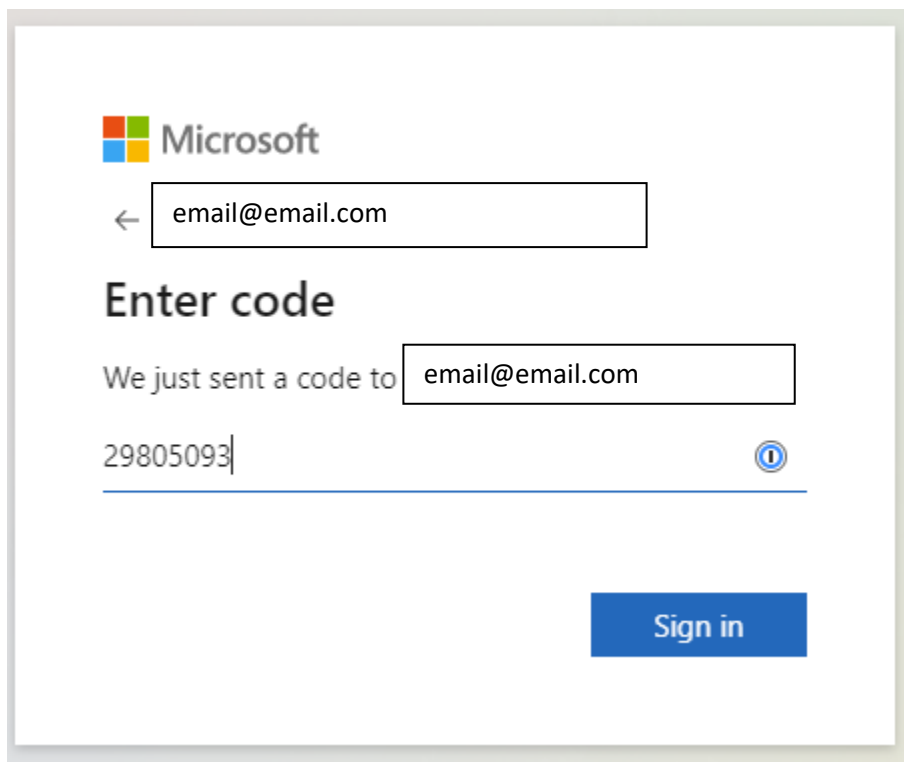 Microsoft
← email@email.com
Enter code
We just sent a code to email@email.com
29805093
Sign in